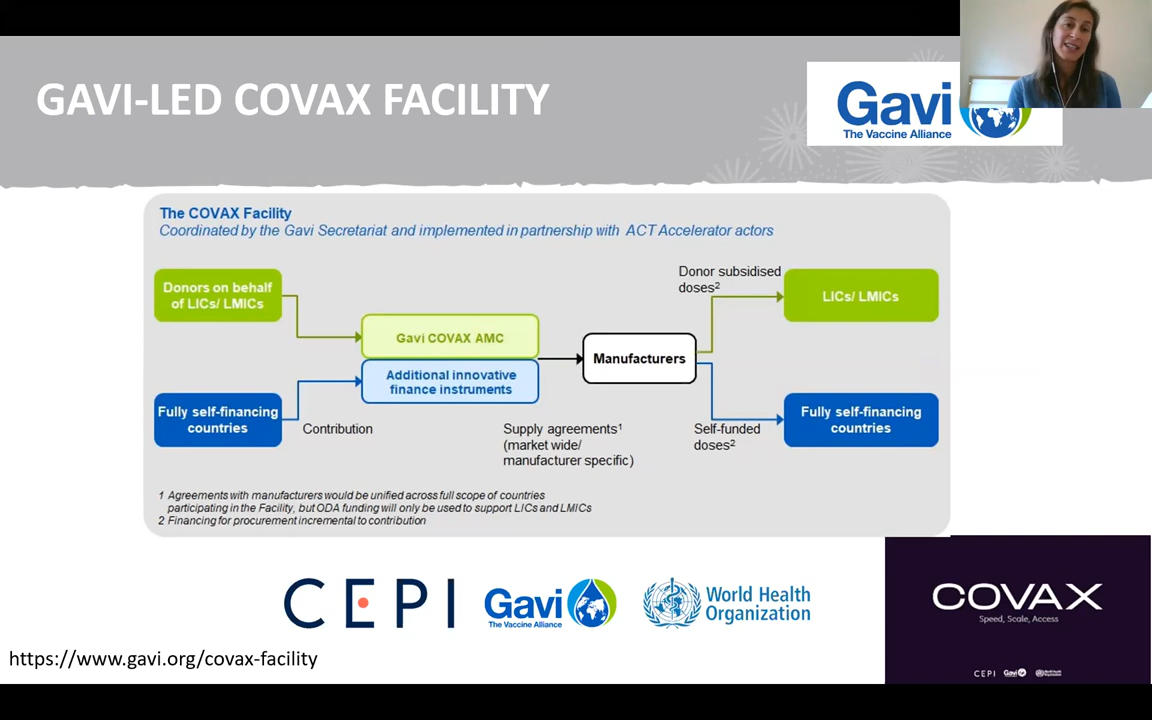 GAVI-LED COVAX FACILITY
Gavi
The Vaccine Alliance
The COVAX Facility
Coordinated by the Gavi Secretariat and implemented in partnership with ACT Accelerator actors
Donors on behalf
of LICs/ LMICs
Gavi COVAX AMC
Additional innovative
finance instruments
Fully self-financing
countries
Contribution
Manufacturers
Supply agreements¹
(market wide/
manufacturer specific)
Donor subsidised
doses²
LICs/ LMICs
Self-funded
doses²
Fully self-financing
countries
1 Agreements with manufacturers would be unified across full scope of countries
participating in the Facility, but ODA funding will only be used to support LICs and LMICs
2 Financing for procurement incremental to contribution
CEPI
Gavi
The Vaccine Alliance
World Health
Organization
COVAX
Speed, Scale, Access
CEPI
Gavi
World Health
Organization
https://www.gavi.org/covax-facility